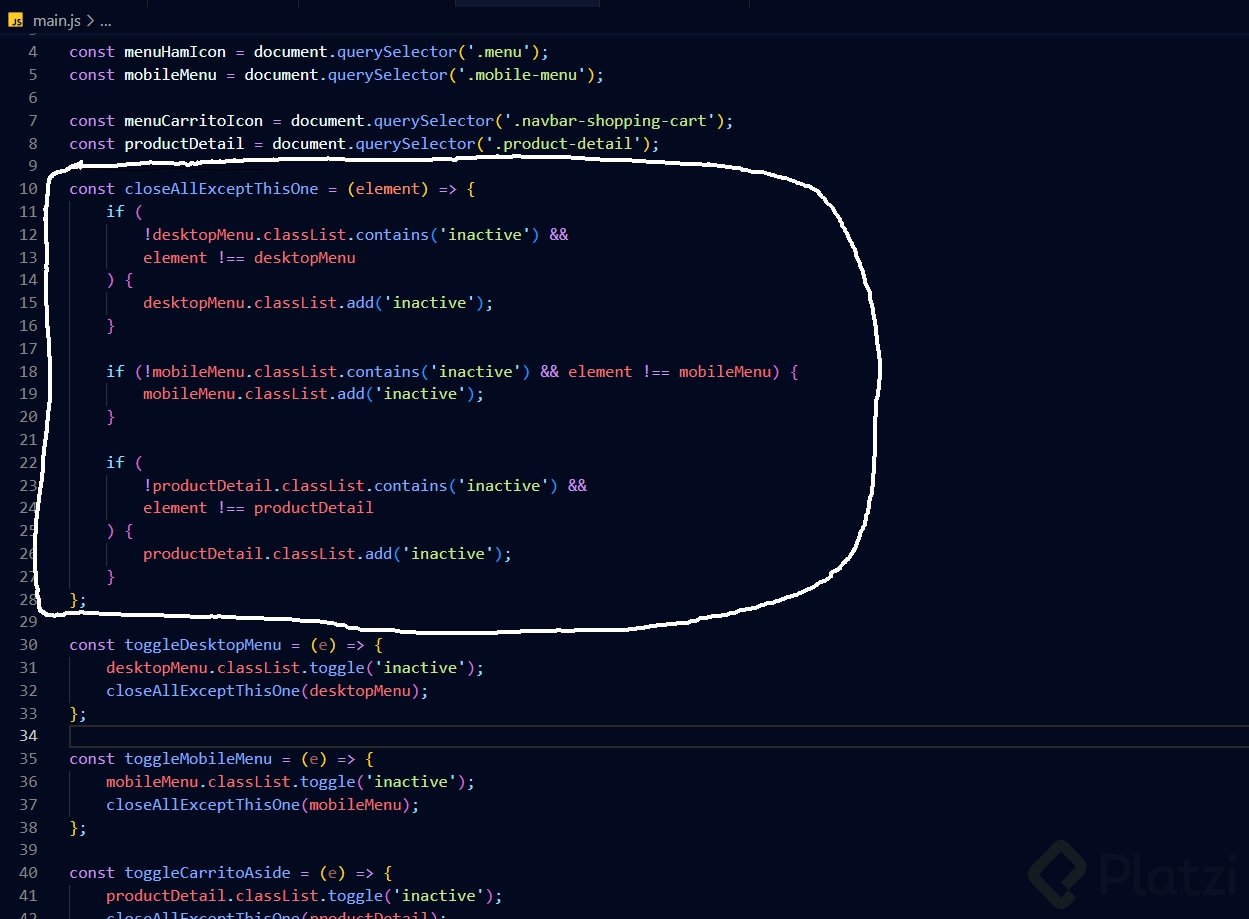 JS main.js > ...
3
4 const menuHamIcon = document.querySelector('.menu');
5 const mobileMenu = document.querySelector('.mobile-menu');
6
7 const menuCarritoIcon = document.querySelector('.navbar-shopping-cart');
8 const productDetail = document.querySelector('.product-detail');
9
10 const closeAllExceptThisOne = (element) => {
11 if (
12 !desktopMenu.classList.contains('inactive') &&
13 element !== desktopMenu
14 ) {
15 desktopMenu.classList.add('inactive');
16 }
17
18 if (!mobileMenu.classList.contains('inactive') && element !== mobileMenu) {
19 mobileMenu.classList.add('inactive');
20 }
21
22 if (
23 !productDetail.classList.contains('inactive') &&
24 element !== productDetail
25 ) {
26 productDetail.classList.add('inactive');
27 }
28 };
29
30 const toggleDesktopMenu = (e) => {
31 desktopMenu.classList.toggle('inactive');
32 closeAllExceptThisOne(desktopMenu);
33 };
34
35 const toggleMobileMenu = (e) => {
36 mobileMenu.classList.toggle('inactive');
37 closeAllExceptThisOne(mobileMenu);
38 };
39
40 const toggleCarritoAside = (e) => {
41 productDetail.classList.toggle('inactive');
42 closeAllExceptThisOne(productDetail);
Platzi